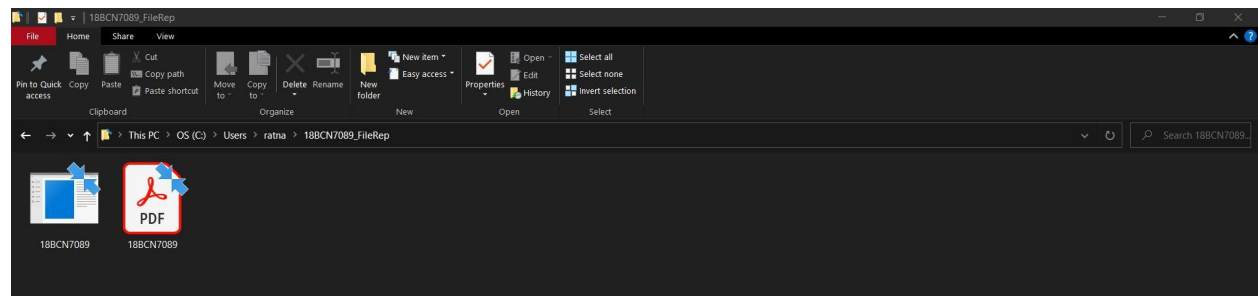 18BCN7089_FileRep
File Home Share View
Pin to Quick access
Copy
Paste
Cut
Copy path
Paste shortcut
Clipboard
Move to
Copy to
Delete
Rename
Organize
New folder
New item
Easy access
New
Properties
Open
Edit
History
Open
Select all
Select none
Invert selection
Select
This PC > OS (C:) > Users > ratna > 18BCN7089_FileRep
Search 18BCN7089...
PDF
18BCN7089
18BCN7089